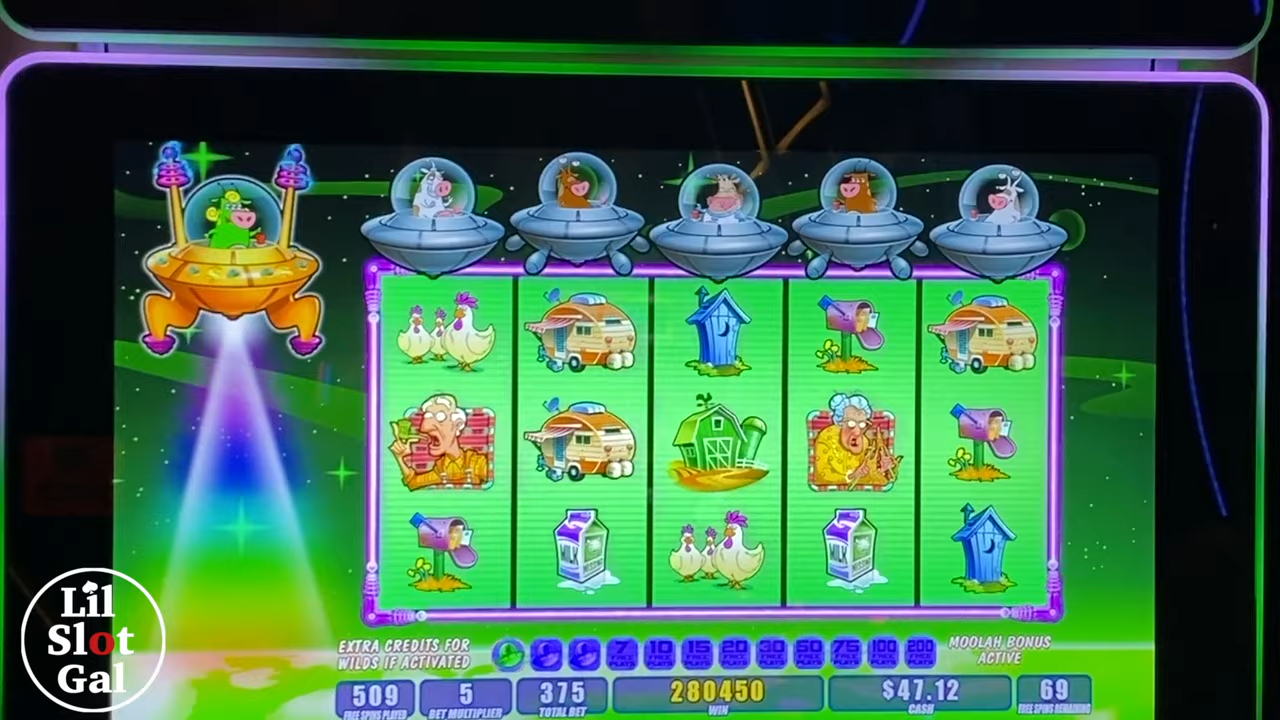 MILK
MISSING
MILK
MISSING
EXTRA CREDITS FOR
WILDS IF ACTIVATED
7 FREE PLAYS
10 FREE PLAYS
15 FREE PLAYS
20 FREE PLAYS
30 FREE PLAYS
50 FREE PLAYS
75 FREE PLAYS
100 FREE PLAYS
200 FREE PLAYS
MOOLAH BONUS
ACTIVE
509
FREE SPINS PLAYED
5
BET MULTIPLIER
375
TOTAL BET
280450
WIN
$47.12
CASH
69
FREE SPINS REMAINING
Lil
Slot
Gal